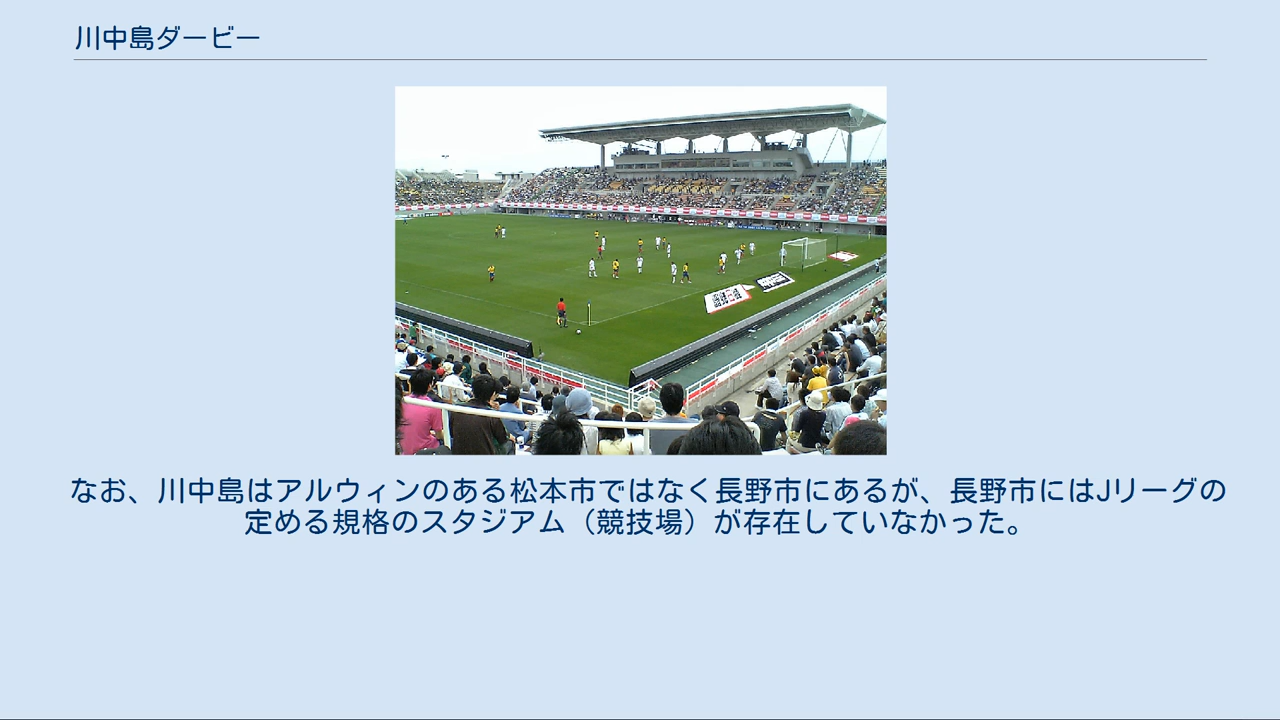 川中島ダービー
なお、川中島はアルウィンのある松本市ではなく長野市にあるが、長野市にはJリーグの
定める規格のスタジアム（競技場）が存在していなかった。